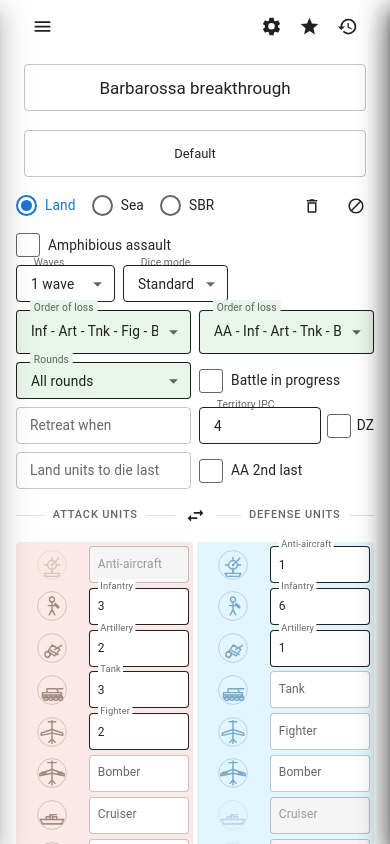 Barbarossa breakthrough
Default
Land Sea SBR
Amphibious assault
Waves Dice mode
1 wave Standard
Order of loss Order of loss
Inf - Art - Tnk - Fig - B AA - Inf - Art - Tnk - B
Rounds
All rounds Battle in progress
Territory IPC
Retreat when 4 DZ
Land units to die last AA 2nd last
ATTACK UNITS DEFENSE UNITS
Anti-aircraft
Anti-aircraft 1
Infantry Infantry
3 6
Artillery Artillery
2 1
Tank
3 Tank
Fighter
2 Fighter
Bomber Bomber
Cruiser Cruiser